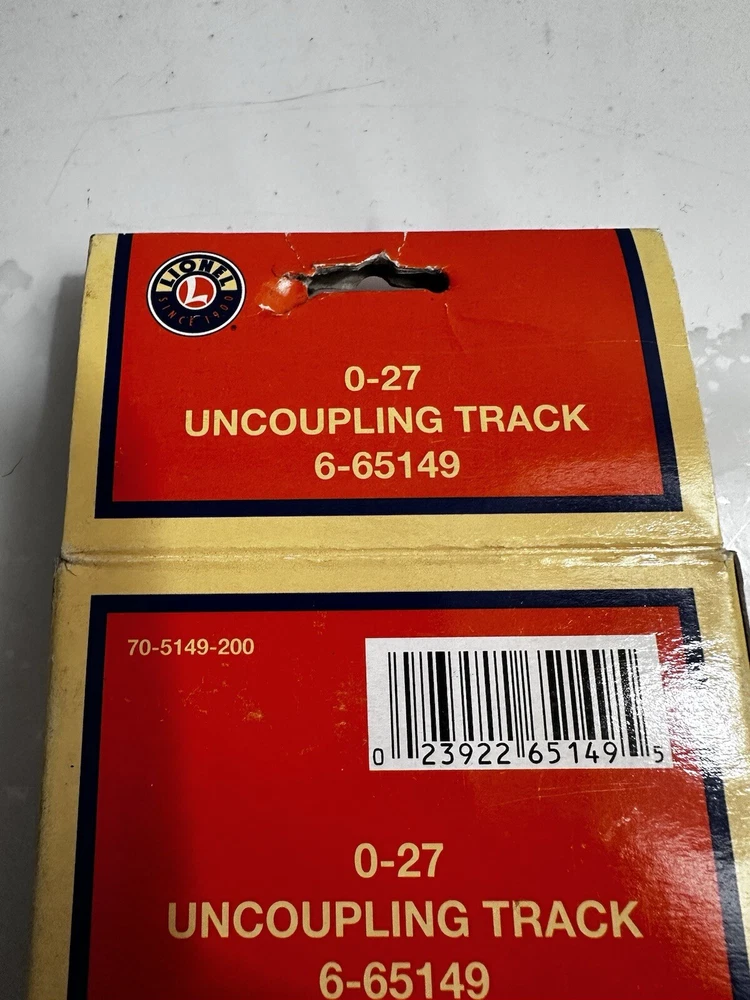 LIONEL
L
SINCE 1900
0-27
UNCOUPLING TRACK
6-65149
70-5149-200
0 23922 65149 5
0-27
UNCOUPLING TRACK
6-65149